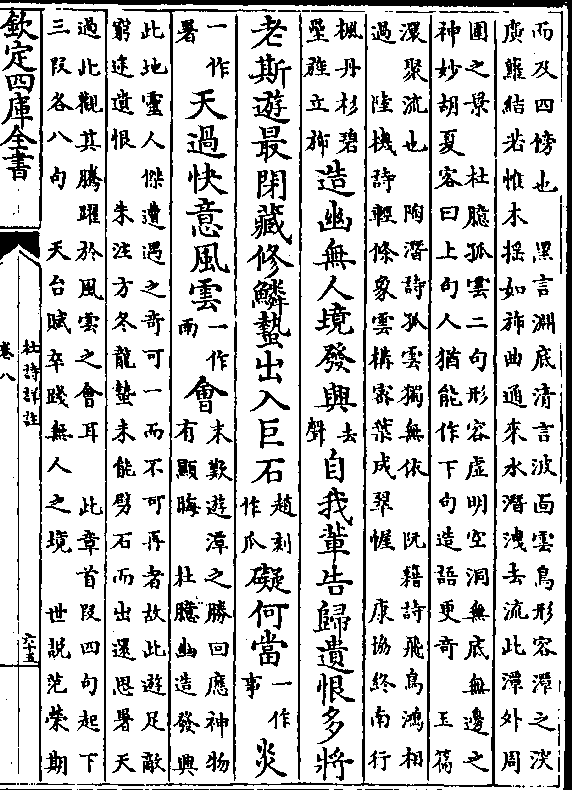 而及四傍也　黑言淵底清言波面雲鳥形容潭之淡
廣羅結若帷木搖如旆曲通來水潛洩去流此潭外周
圍之景　杜臆孤雲二句形容虛明空洞無底無邊之
神妙胡夏客曰上句人猶能作下句造語更奇　玉篇
潀聚流也　陶潛詩孤雲獨無依　阮籍詩飛鳥鴻相
過　陸機詩輕條象雲構密葉成翠幄　康協終南行
楓丹杉碧
壘雜立旆
造幽無人境發興去聲自我輩告歸遺恨多將
老斯遊最閉藏修鱗蟄出入巨石趙刻作爪礙何當一作事炎
一作暑天過快意風雲一作雨會
末歎遊潭之勝回應神物
有顯晦　杜臆幽造發興
此地靈人傑遭遇之奇可一而不可再者故此遊足敵
窮途遺恨　朱注方冬龍蟄未能劈石而出還思暑天
過此觀其騰躍於風雲之會耳　此章首段四句起下
三段各八句　天台賦卒踐無人之境　世說范榮期
欽定四庫全書
杜詩詳註
卷八
六十五